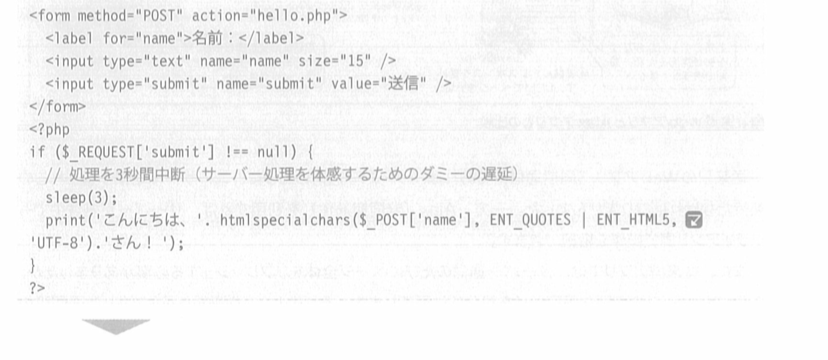 <form method="POST" action="hello.php">
  <label for="name">名前：</label>
  <input type="text" name="name" size="15" />
  <input type="submit" name="submit" value="送信" />
</form>
<?php
if ($_REQUEST['submit'] !== null) {
  // 処理を3秒間中断（サーバー処理を体感するためのダミーの遅延）
  sleep(3);
  print('こんにちは、'. htmlspecialchars($_POST['name'], ENT_QUOTES | ENT_HTML5,
'UTF-8').'さん！');
}
?>